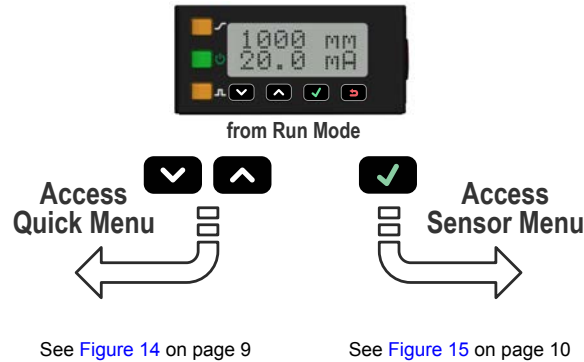 1000 mm
20.0 mA
from Run Mode
Access
Quick Menu
Access
Sensor Menu
See Figure 14 on page 9
See Figure 15 on page 10